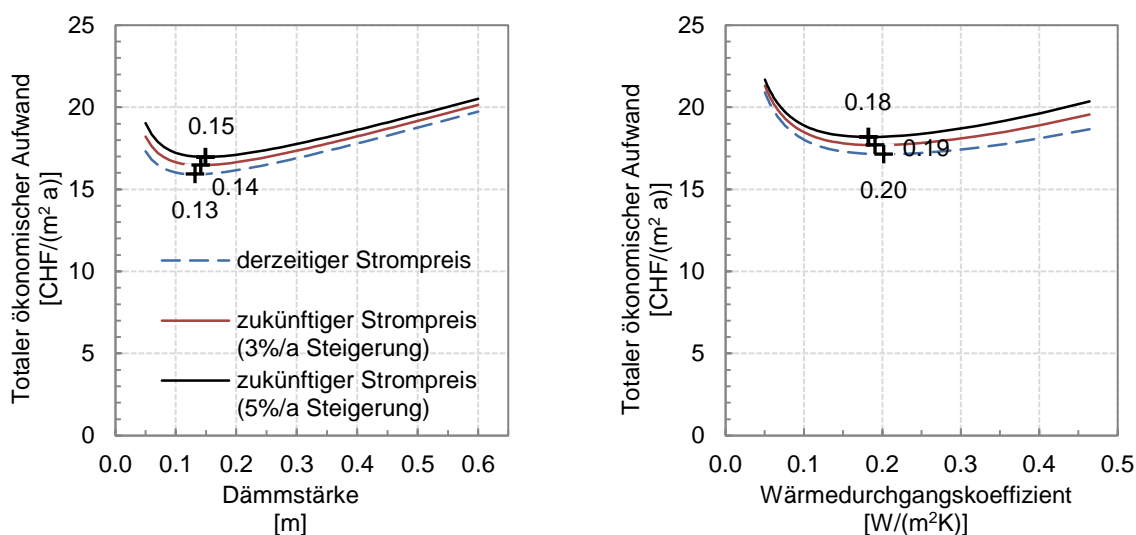 Totaler ökonomischer Aufwand
[CHF/(m² a)]
25
20
15
10
5
0
0.15
0.14
0.13
derzeitiger Strompreis
zukünftiger Strompreis
(3%/a Steigerung)
zukünftiger Strompreis
(5%/a Steigerung)
0.0 0.1 0.2 0.3 0.4 0.5 0.6
Dämmstärke
[m]
Totaler ökonomischer Aufwand
[CHF/(m² a)]
25
20
15
10
5
0
0.18
0.19
0.20
0.0 0.1 0.2 0.3 0.4 0.5
Wärmedurchgangskoeffizient
[W/(m²K)]